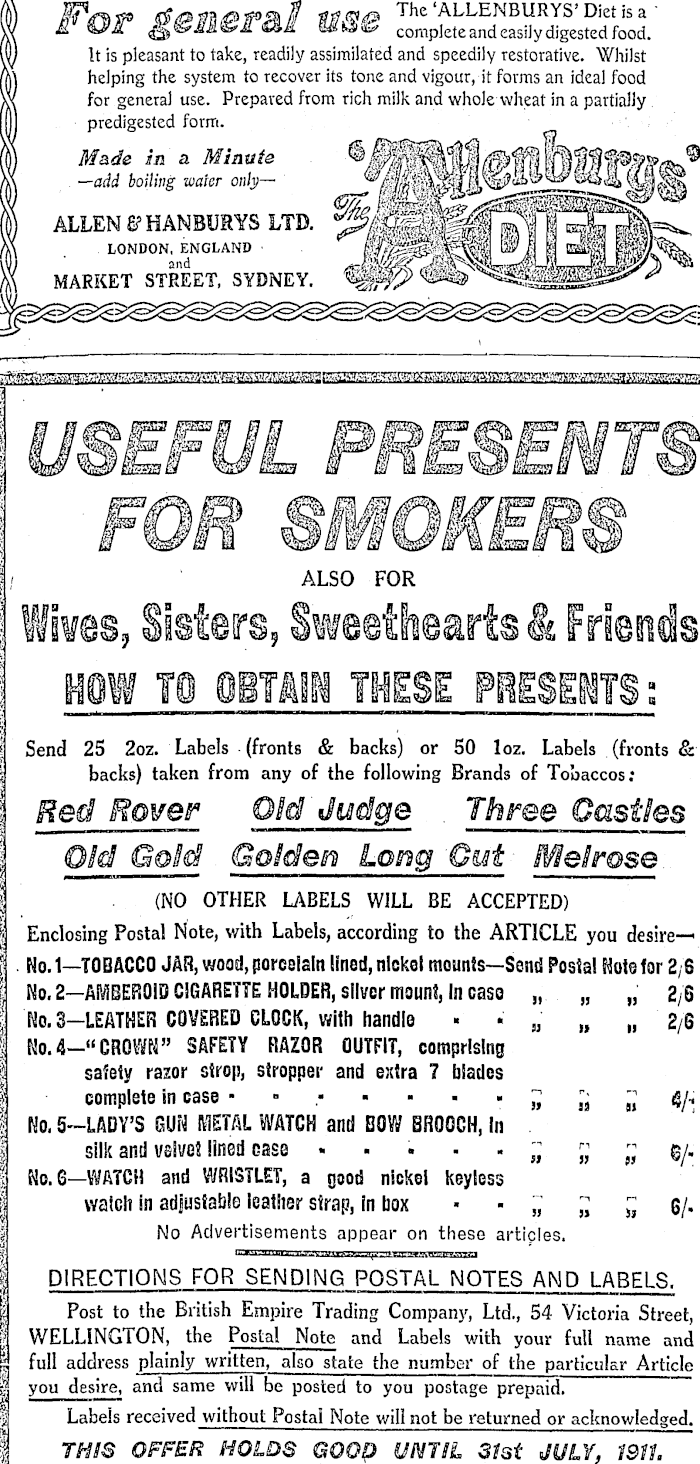 For general use The 'ALLENBURYS' Diet is a
complete and easily digested food.
It is pleasant to take, readily assimilated and speedily restorative. Whilst
helping the system to recover its tone and vigour, it forms an ideal food
for general use. Prepared from rich milk and whole wheat in a partially
predigested form.
Made in a Minute
—add boiling water only—
ALLEN & HANBURYS LTD.
LONDON, ENGLAND
and
MARKET STREET, SYDNEY.
The 'Allenburys'
DIET
USEFUL PRESENTS
FOR SMOKERS
ALSO FOR
Wives, Sisters, Sweethearts & Friends
HOW TO OBTAIN THESE PRESENTS:
Send 25 2oz. Labels (fronts & backs) or 50 1oz. Labels (fronts &
backs) taken from any of the following Brands of Tobaccos:
Red Rover Old Judge Three Castles
Old Gold Golden Long Cut Melrose
(NO OTHER LABELS WILL BE ACCEPTED)
Enclosing Postal Note, with Labels, according to the ARTICLE you desire—
No. 1—TOBACCO JAR, wood, porcelain lined, nickel mounts—Send Postal Note for 2/6
No. 2—AMBEROID CIGARETTE HOLDER, silver mount, in case ,, ,, ,, 2/6
No. 3—LEATHER COVERED CLOCK, with handle - - ,, ,, ,, 2/6
No. 4—"CROWN" SAFETY RAZOR OUTFIT, comprising
safety razor strop, stropper and extra 7 blades
complete in case - - - - - - - ,, ,, ,, 4/-
No. 5—LADY'S GUN METAL WATCH and BOW BROOCH, in
silk and velvet lined case - - - - - ,, ,, ,, 6/-
No. 6—WATCH and WRISTLET, a good nickel keyless
watch in adjustable leather strap, in box - - ,, ,, ,, 6/-
No Advertisements appear on these articles.
DIRECTIONS FOR SENDING POSTAL NOTES AND LABELS.
Post to the British Empire Trading Company, Ltd., 54 Victoria Street,
WELLINGTON, the Postal Note and Labels with your full name and
full address plainly written, also state the number of the particular Article
you desire, and same will be posted to you postage prepaid.
Labels received without Postal Note will not be returned or acknowledged.
THIS OFFER HOLDS GOOD UNTIL 31st JULY, 1911.